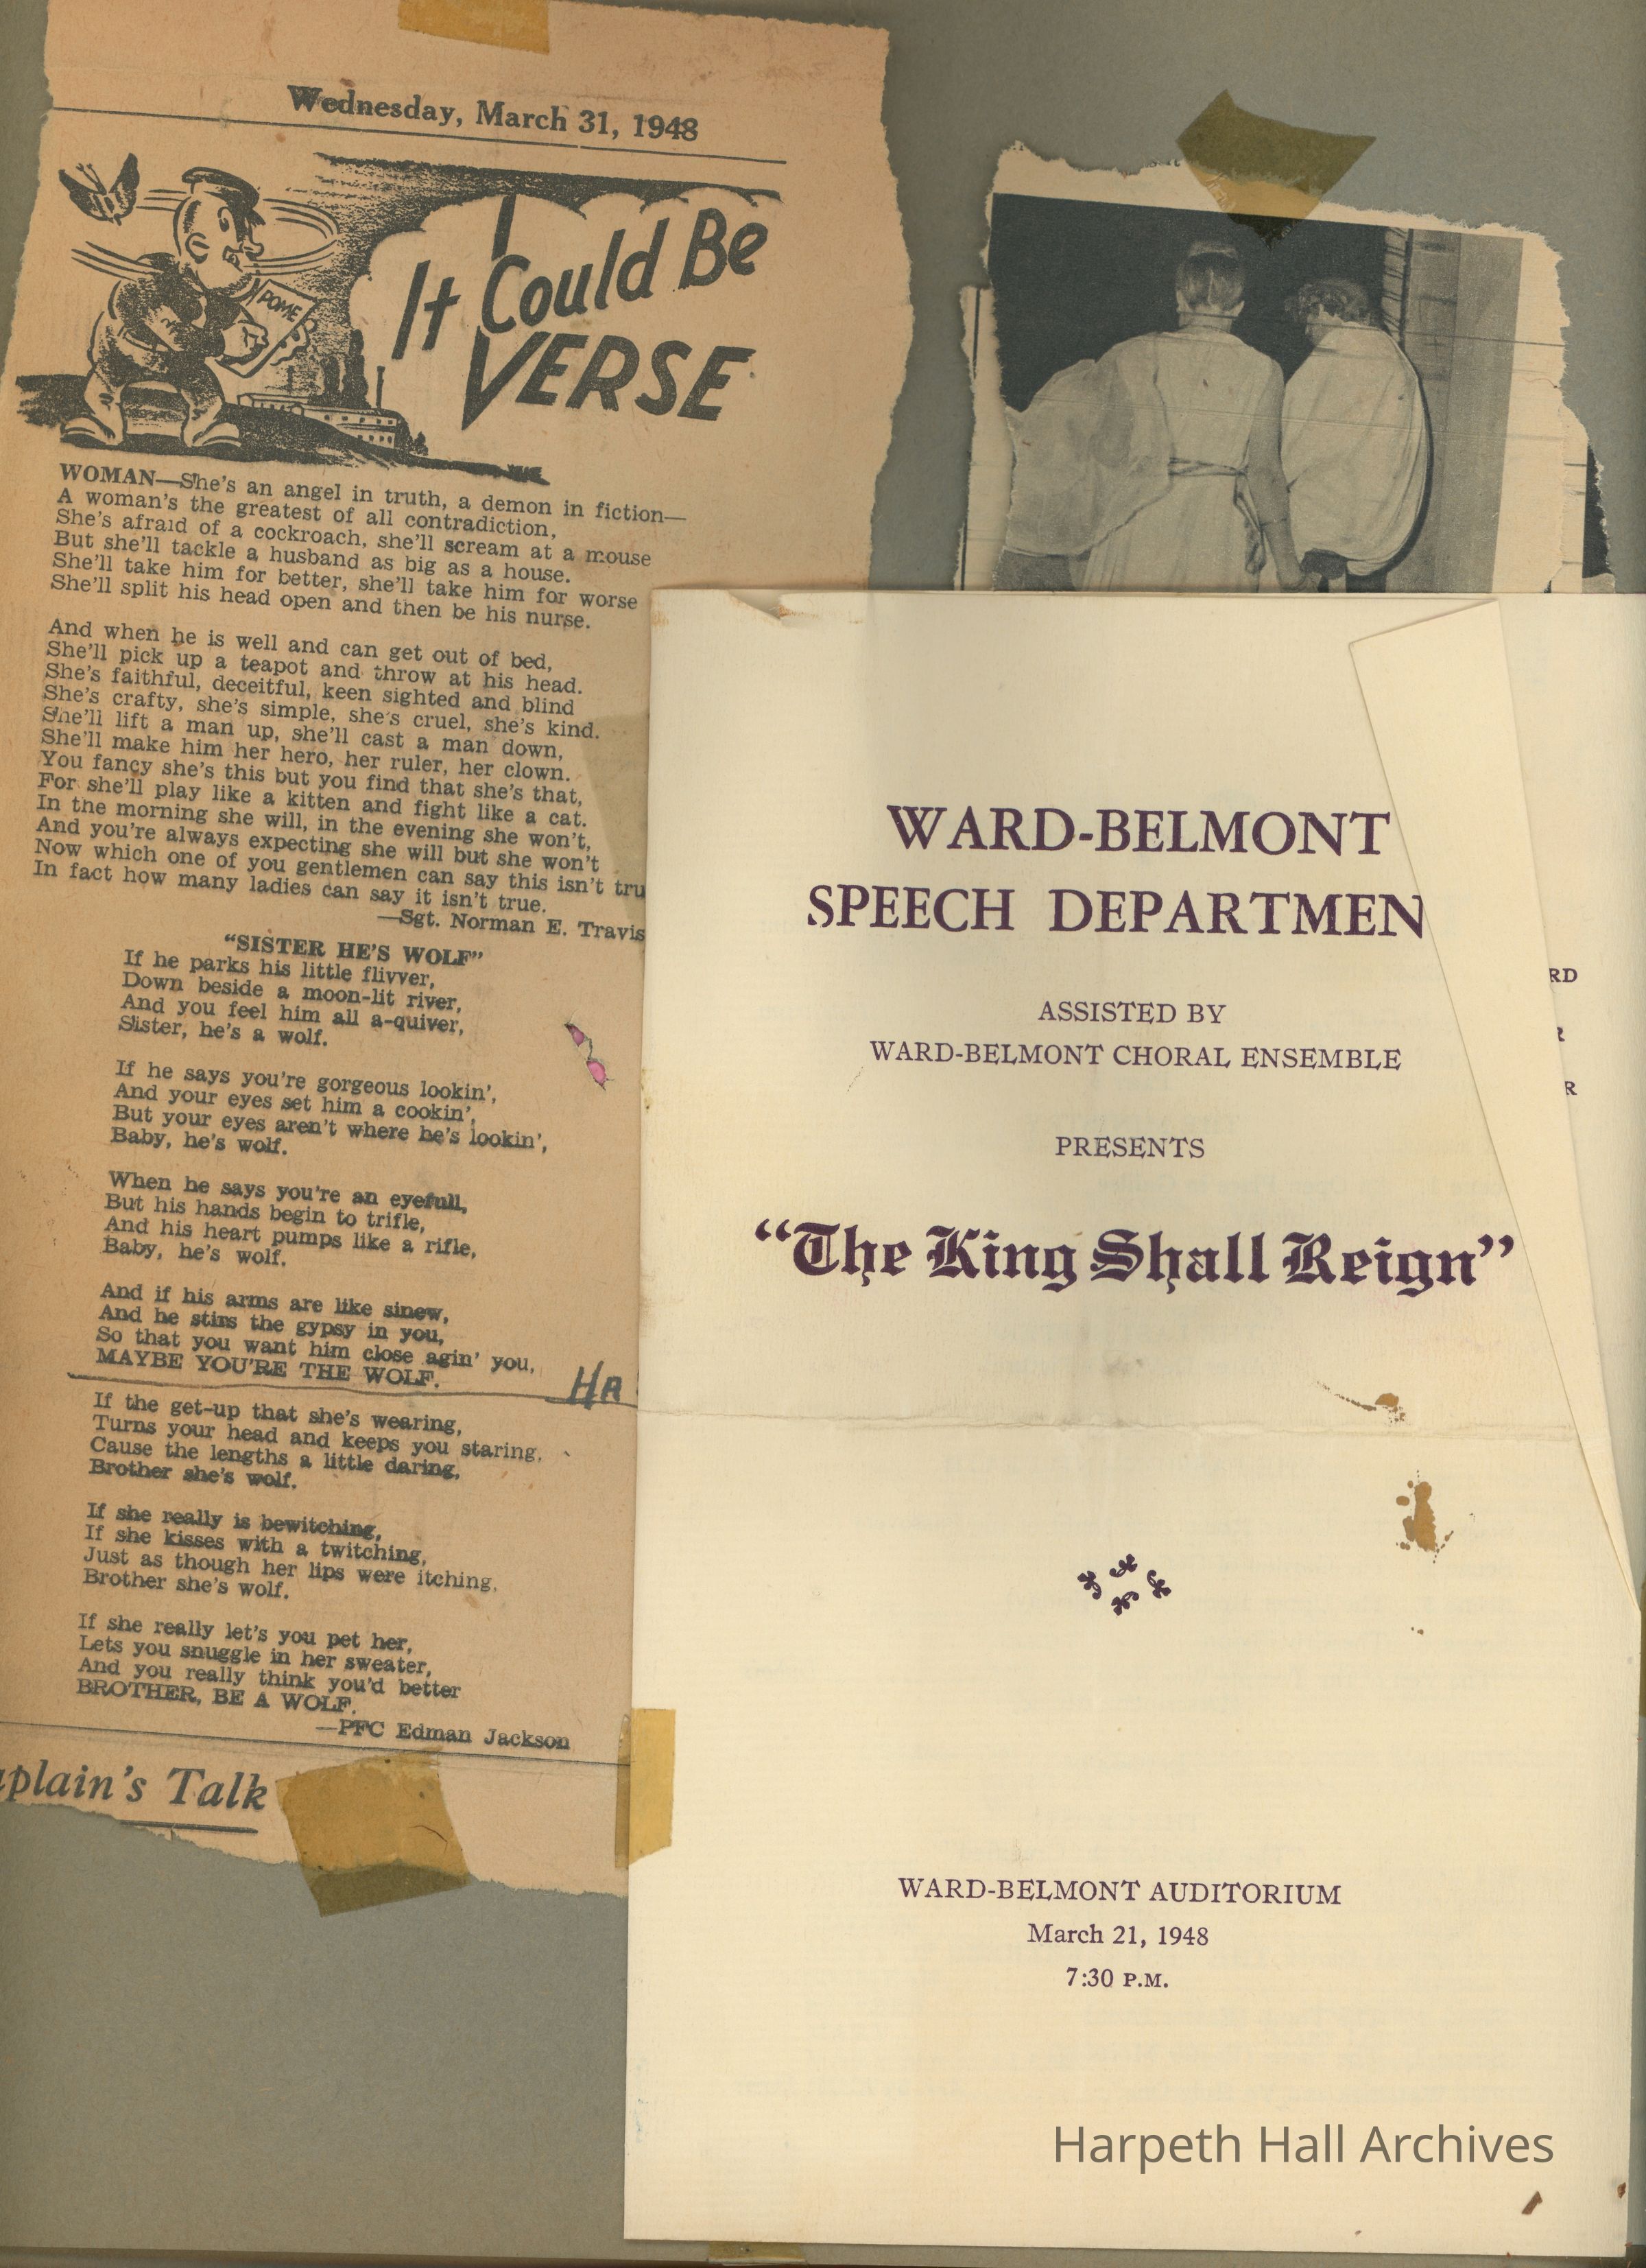 Wednesday, March 31, 1948
POME
It Could Be
VERSE
WOMAN—She's an angel in truth, a demon in fiction—
A woman's the greatest of all contradiction,
She's afraid of a cockroach, she'll scream at a mouse
But she'll tackle a husband as big as a house.
She'll take him for better, she'll take him for worse
She'll split his head open and then be his nurse.
And when he is well and can get out of bed,
She'll pick up a teapot and throw at his head.
She's faithful, deceitful, keen sighted and blind
She's crafty, she's simple, she's cruel, she's kind.
She'll lift a man up, she'll cast a man down,
She'll make him her hero, her ruler, her clown.
You fancy she's this but you find that she's that,
For she'll play like a kitten and fight like a cat.
In the morning she will, in the evening she won't,
And you're always expecting she will but she won't
Now which one of you gentlemen can say this isn't tru
In fact how many ladies can say it isn't true.
—Sgt. Norman E. Travis
"SISTER HE'S WOLF"
If he parks his little flivver,
Down beside a moon-lit river,
And you feel him all a-quiver,
Sister, he's a wolf.
If he says you're gorgeous lookin',
And your eyes set him a cookin',
But your eyes aren't where he's lookin',
Baby, he's wolf.
When he says you're an eyefull,
But his hands begin to trifle,
And his heart pumps like a rifle,
Baby, he's wolf.
And if his arms are like sinew,
And he stirs the gypsy in you,
So that you want him close agin' you,
MAYBE YOU'RE THE WOLF.
HA
If the get-up that she's wearing,
Turns your head and keeps you staring,
Cause the lengths a little daring,
Brother she's wolf.
If she really is bewitching,
If she kisses with a twitching,
Just as though her lips were itching,
Brother she's wolf.
If she really let's you pet her,
Lets you snuggle in her sweater,
And you really think you'd better
BROTHER, BE A WOLF.
—PFC Edman Jackson
aplain's Talk
WARD-BELMONT
SPEECH DEPARTMEN
ASSISTED BY
WARD-BELMONT CHORAL ENSEMBLE
PRESENTS
"The King Shall Reign"
WARD-BELMONT AUDITORIUM
March 21, 1948
7:30 P.M.
RD
R
R
Harpeth Hall Archives